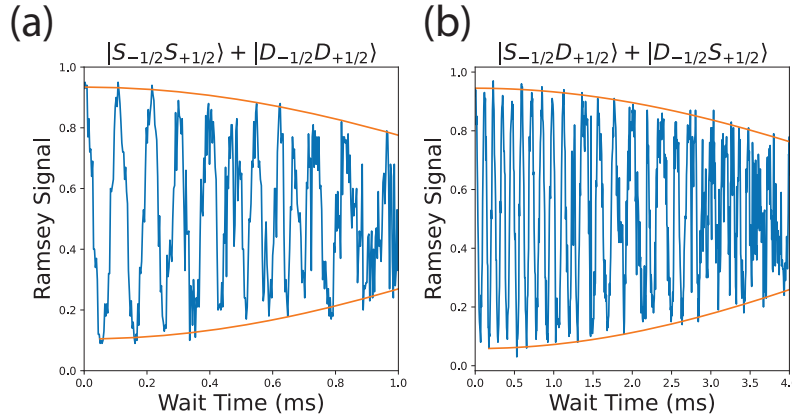 (a)
|S₋₁/₂S₊₁/₂⟩ + |D₋₁/₂D₊₁/₂⟩
1.0
0.8
0.6
0.4
0.2
0.0
Ramsey Signal
0.0 0.2 0.4 0.6 0.8 1.0
Wait Time (ms)
(b)
|S₋₁/₂D₊₁/₂⟩ + |D₋₁/₂S₊₁/₂⟩
1.0
0.8
0.6
0.4
0.2
0.0
Ramsey Signal
0.0 0.5 1.0 1.5 2.0 2.5 3.0 3.5 4.
Wait Time (ms)